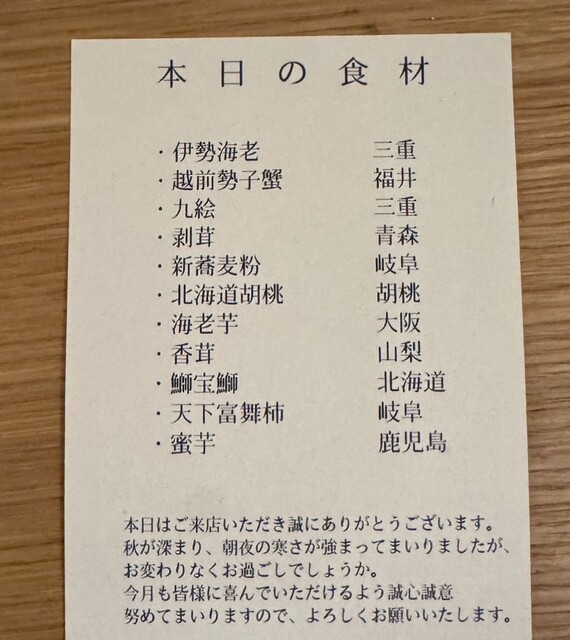 本日の食材
・伊勢海老 三重
・越前勢子蟹 福井
・九絵 三重
・剥茸 青森
・新蕎麦粉 岐阜
・北海道胡桃 胡桃
・海老芋 大阪
・香茸 山梨
・鰤宝鰤 北海道
・天下富舞柿 岐阜
・蜜芋 鹿児島
本日はご来店いただき誠にありがとうございます。
秋が深まり、朝夜の寒さが強まってまいりましたが、
お変わりなくお過ごしでしょうか。
今月も皆様に喜んでいただけるよう誠心誠意
努めてまいりますので、よろしくお願いいたします。